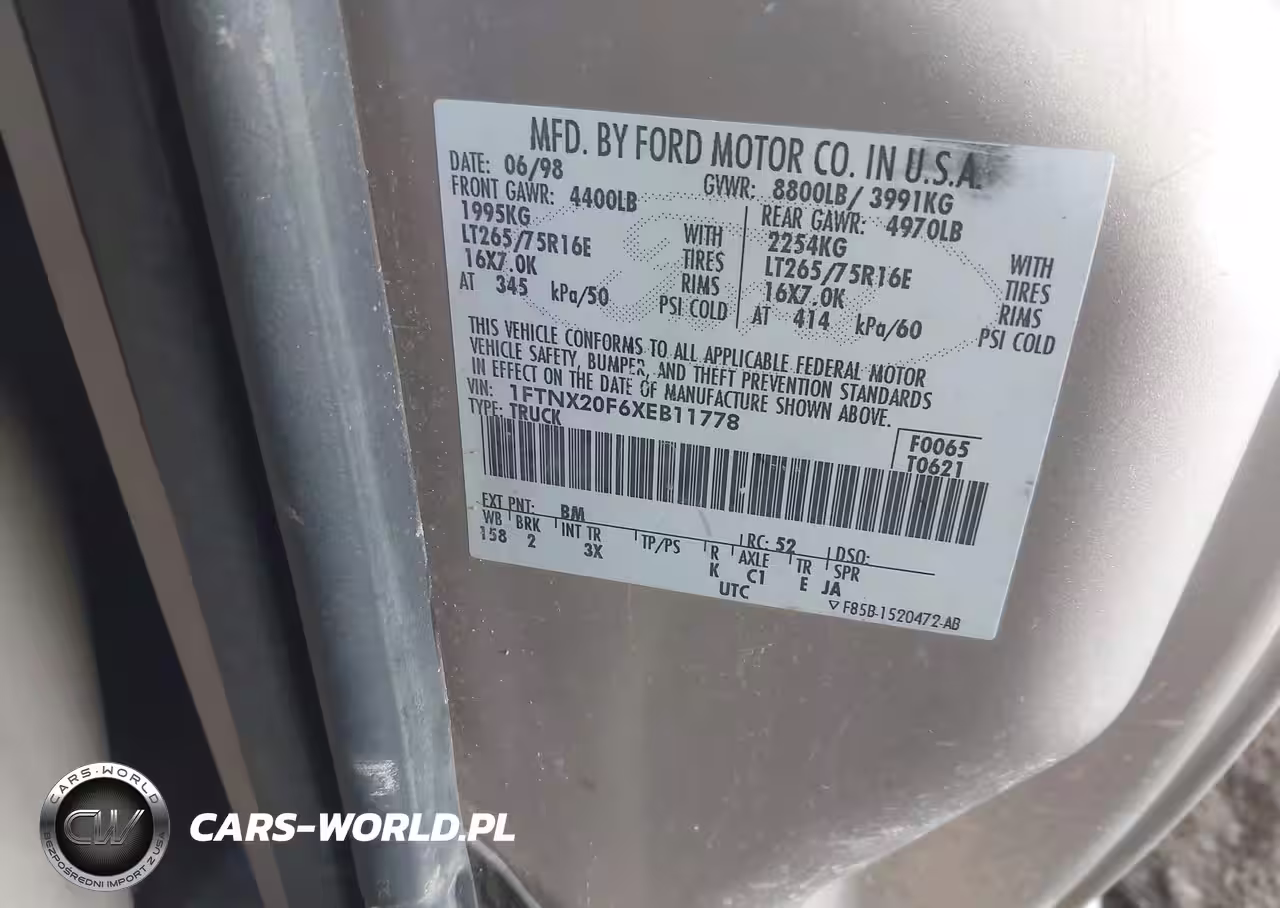 MFD. BY FORD MOTOR CO. IN U.S.A.
DATE: 06/98 GVWR: 8800LB/ 3991KG
FRONT GAWR: 4400LB REAR GAWR: 4970LB
1995KG WITH 2254KG WITH
LT265/75R16E TIRES LT265/75R16E TIRES
16X7.0K RIMS 16X7.0K RIMS
AT 345 kPa/50 PSI COLD AT 414 kPa/60 PSI COLD
THIS VEHICLE CONFORMS TO ALL APPLICABLE FEDERAL MOTOR
VEHICLE SAFETY, BUMPER, AND THEFT PREVENTION STANDARDS
IN EFFECT ON THE DATE OF MANUFACTURE SHOWN ABOVE.
VIN: 1FTNX20F6XEB11778
TYPE: TRUCK
F0065
T0621
EXT PNT: BM RC: 52 DSO:
WB BRK INT TR TP/PS R AXLE TR SPR
158 2 3X K C1 E JA
UTC
▽ F85B-1520472-AB
CARS-WORLD
CW
BEZPOŚREDNI IMPORT Z USA
CARS-WORLD.PL